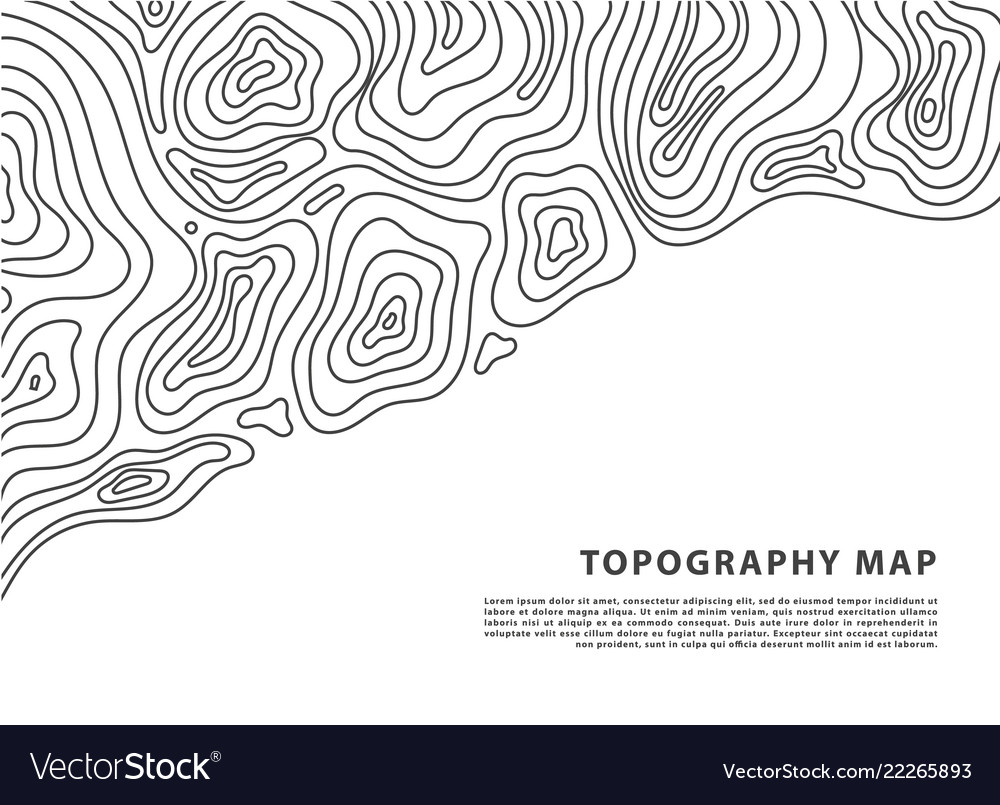 TOPOGRAPHY MAP
Lorem ipsum dolor sit amet, consectetur adipiscing elit, sed do eiusmod tempor incididunt ut
labore et dolore magna aliqua. Ut enim ad minim veniam, quis nostrud exercitation ullamco
laboris nisi ut aliquip ex ea commodo consequat. Duis aute irure dolor in reprehenderit in
voluptate velit esse cillum dolore eu fugiat nulla pariatur. Excepteur sint occaecat cupidatat
non proident, sunt in culpa qui officia deserunt mollit anim id est laborum.
VectorStock®
VectorStock.com/22265893